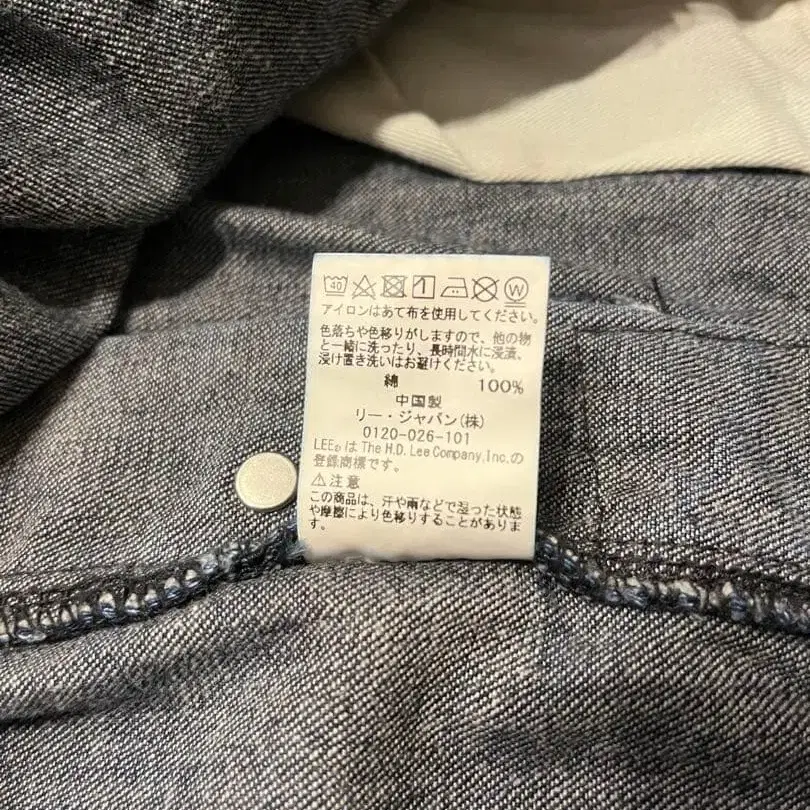 40 1 W
アイロンはあて布を使用してください。
色落ちや色移りがしますので、他の物
と一緒に洗ったり、長時間水に浸漬、
浸け置き洗いはお避けください。
綿 100%
中国製
リー・ジャパン(株)
0120-026-101
LEE® は The H.D. Lee Company, Inc.の
登録商標です。
⚠注意
この商品は、汗や雨などで湿った状態
や摩擦により色移りすることがありま
す。